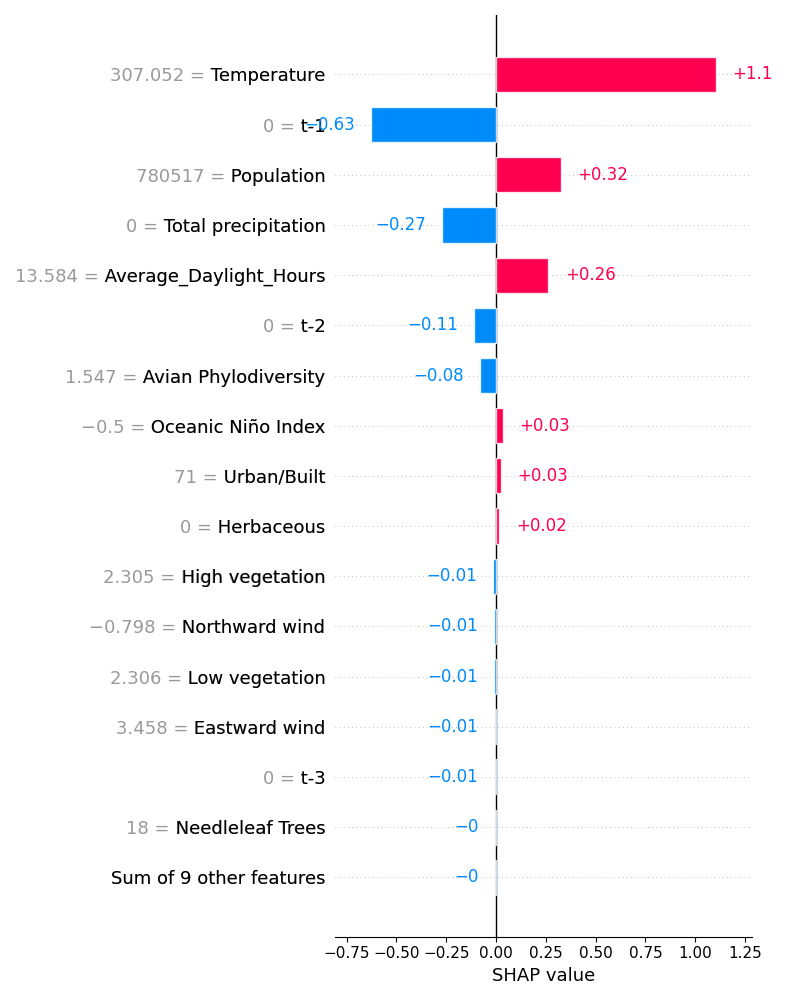 307.052 = Temperature +1.1
0 = t-1 −0.63
780517 = Population +0.32
0 = Total precipitation −0.27
13.584 = Average_Daylight_Hours +0.26
0 = t-2 −0.11
1.547 = Avian Phylodiversity −0.08
−0.5 = Oceanic Niño Index +0.03
71 = Urban/Built +0.03
0 = Herbaceous +0.02
2.305 = High vegetation −0.01
−0.798 = Northward wind −0.01
2.306 = Low vegetation −0.01
3.458 = Eastward wind −0.01
0 = t-3 −0.01
18 = Needleleaf Trees −0
Sum of 9 other features −0
−0.75 −0.50 −0.25 0.00 0.25 0.50 0.75 1.00 1.25
SHAP value